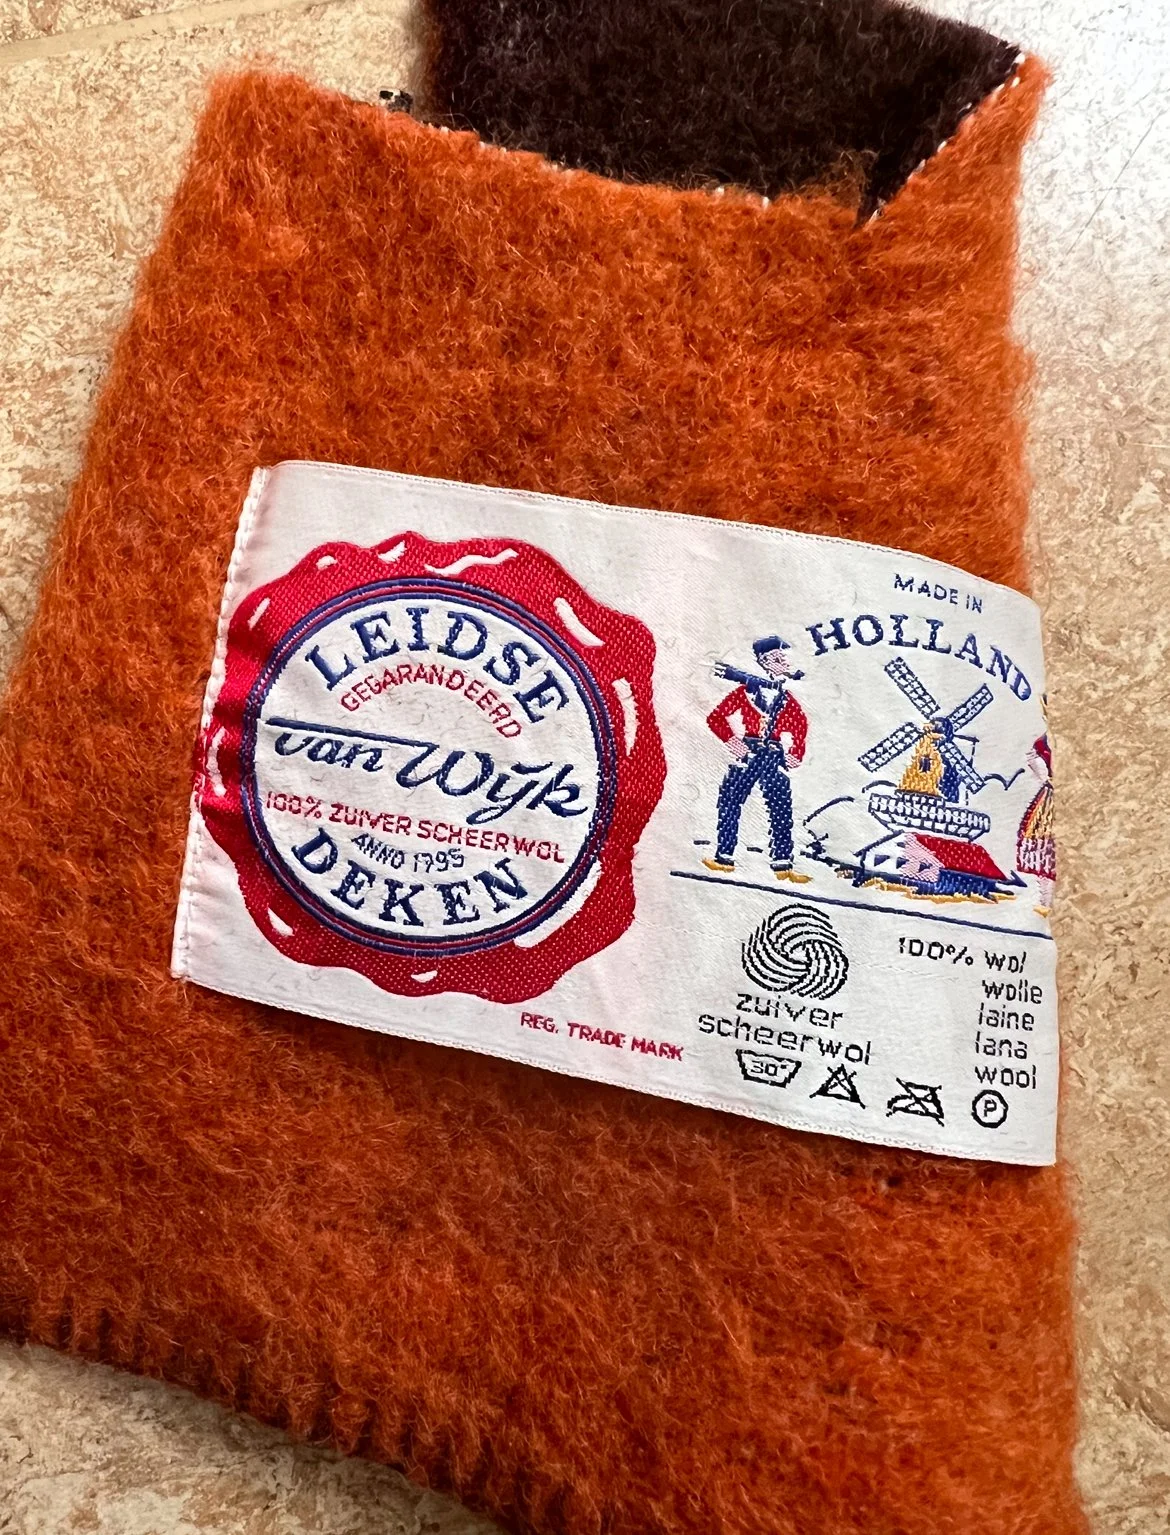 LEIDSE
GEGARANDEERD
van Wijk
100% ZUIVER SCHEERWOL
ANNO 1795
DEKEN
REG. TRADE MARK
MADE IN
HOLLAND
zuiver
scheerwol
30°
100% wol
wolle
laine
lana
wool
P